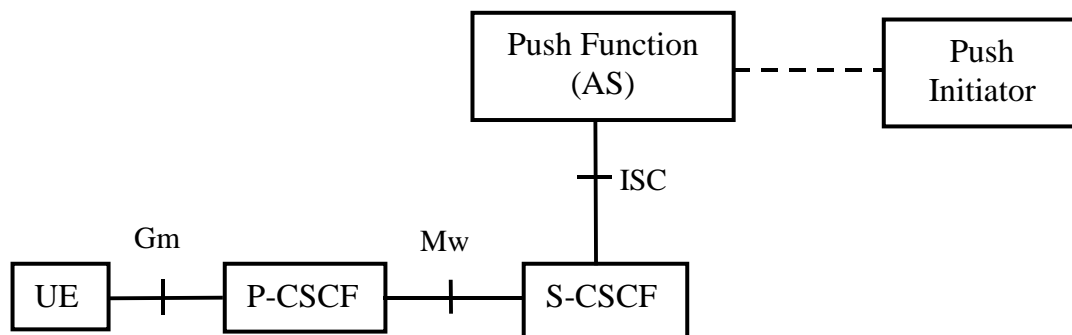 Push Function
(AS)
Push
Initiator
ISC
Gm
Mw
UE
P-CSCF
S-CSCF